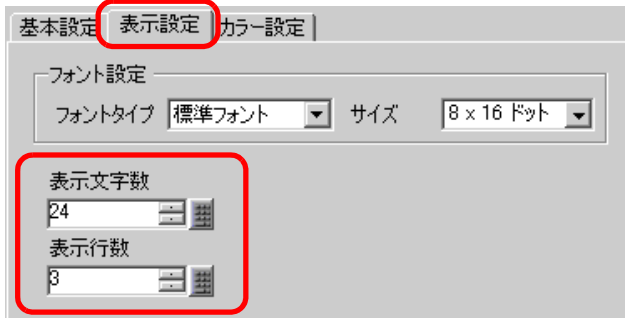 基本設定 表示設定 カラー設定
フォント設定
フォントタイプ 標準フォント サイズ 8 x 16 ドット
表示文字数
24
表示行数
3